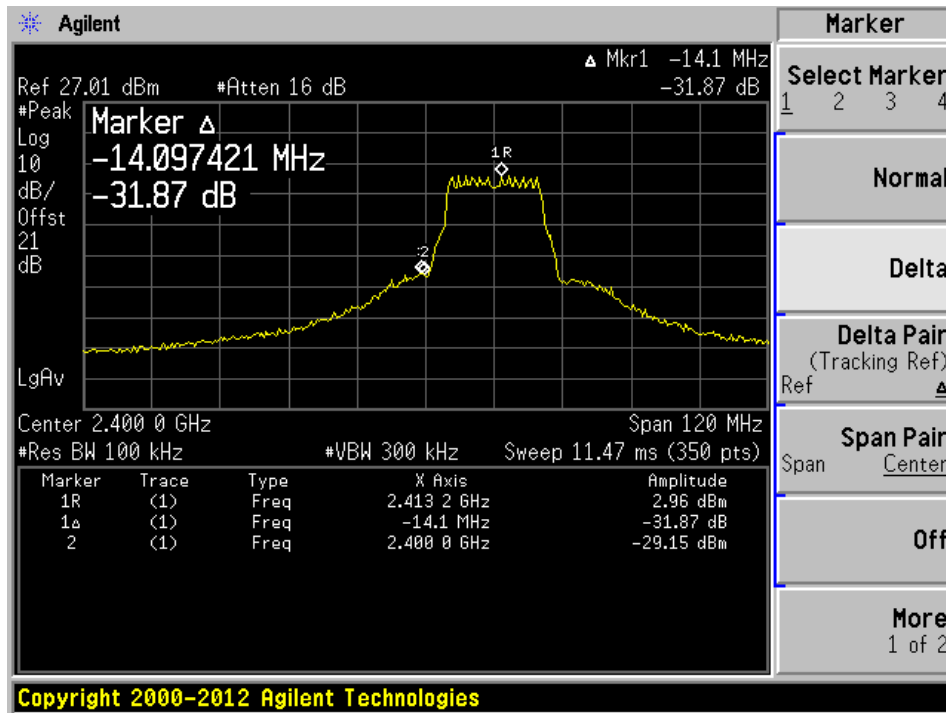 Agilent
Marker
Δ Mkr1 -14.1 MHz
Ref 27.01 dBm #Atten 16 dB -31.87 dB
#Peak
Log
10
dB/
Offst
21
dB
LgAv
Marker Δ
-14.097421 MHz
-31.87 dB
1R
2
Center 2.400 0 GHz Span 120 MHz
#Res BW 100 kHz #VBW 300 kHz Sweep 11.47 ms (350 pts)
Marker Trace Type X Axis Amplitude
1R (1) Freq 2.413 2 GHz 2.96 dBm
1Δ (1) Freq -14.1 MHz -31.87 dB
2 (1) Freq 2.400 0 GHz -29.15 dBm
Select Marker
1 2 3 4
Normal
Delta
Delta Pair
(Tracking Ref)
Ref Δ
Span Pair
Span Center
Off
More
1 of 2
Copyright 2000-2012 Agilent Technologies